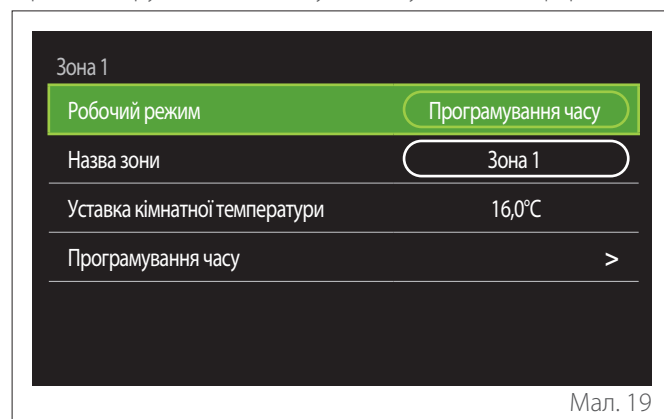 Зона 1
Робочий режим Програмування часу
Назва зони Зона 1
Уставка кімнатної температури 16,0°C
Програмування часу >
Мал. 19